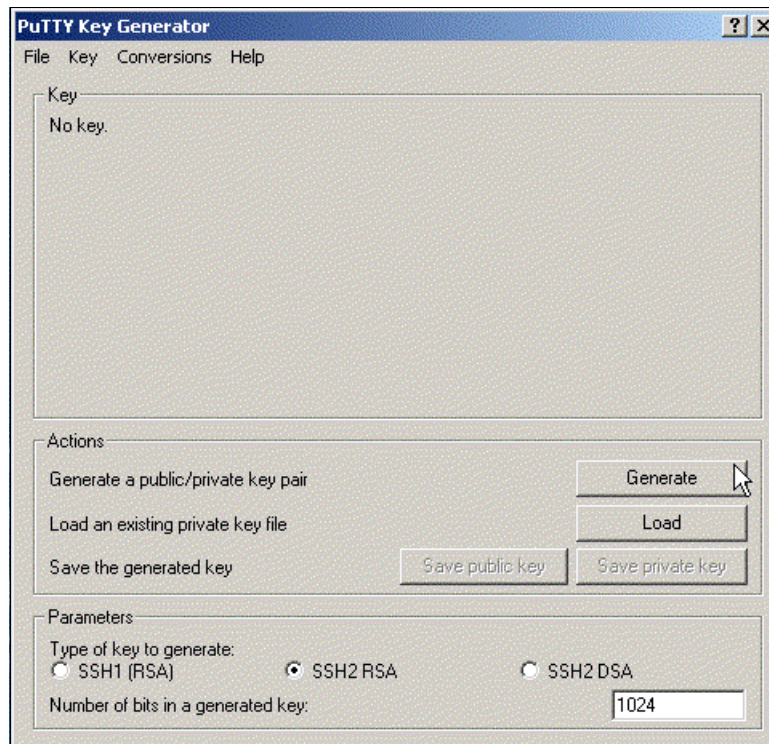 PuTTY Key Generator
File Key Conversions Help
Key
No key.
Actions
Generate a public/private key pair Generate
Load an existing private key file Load
Save the generated key Save public key Save private key
Parameters
Type of key to generate:
SSH1 (RSA) SSH2 RSA SSH2 DSA
Number of bits in a generated key: 1024